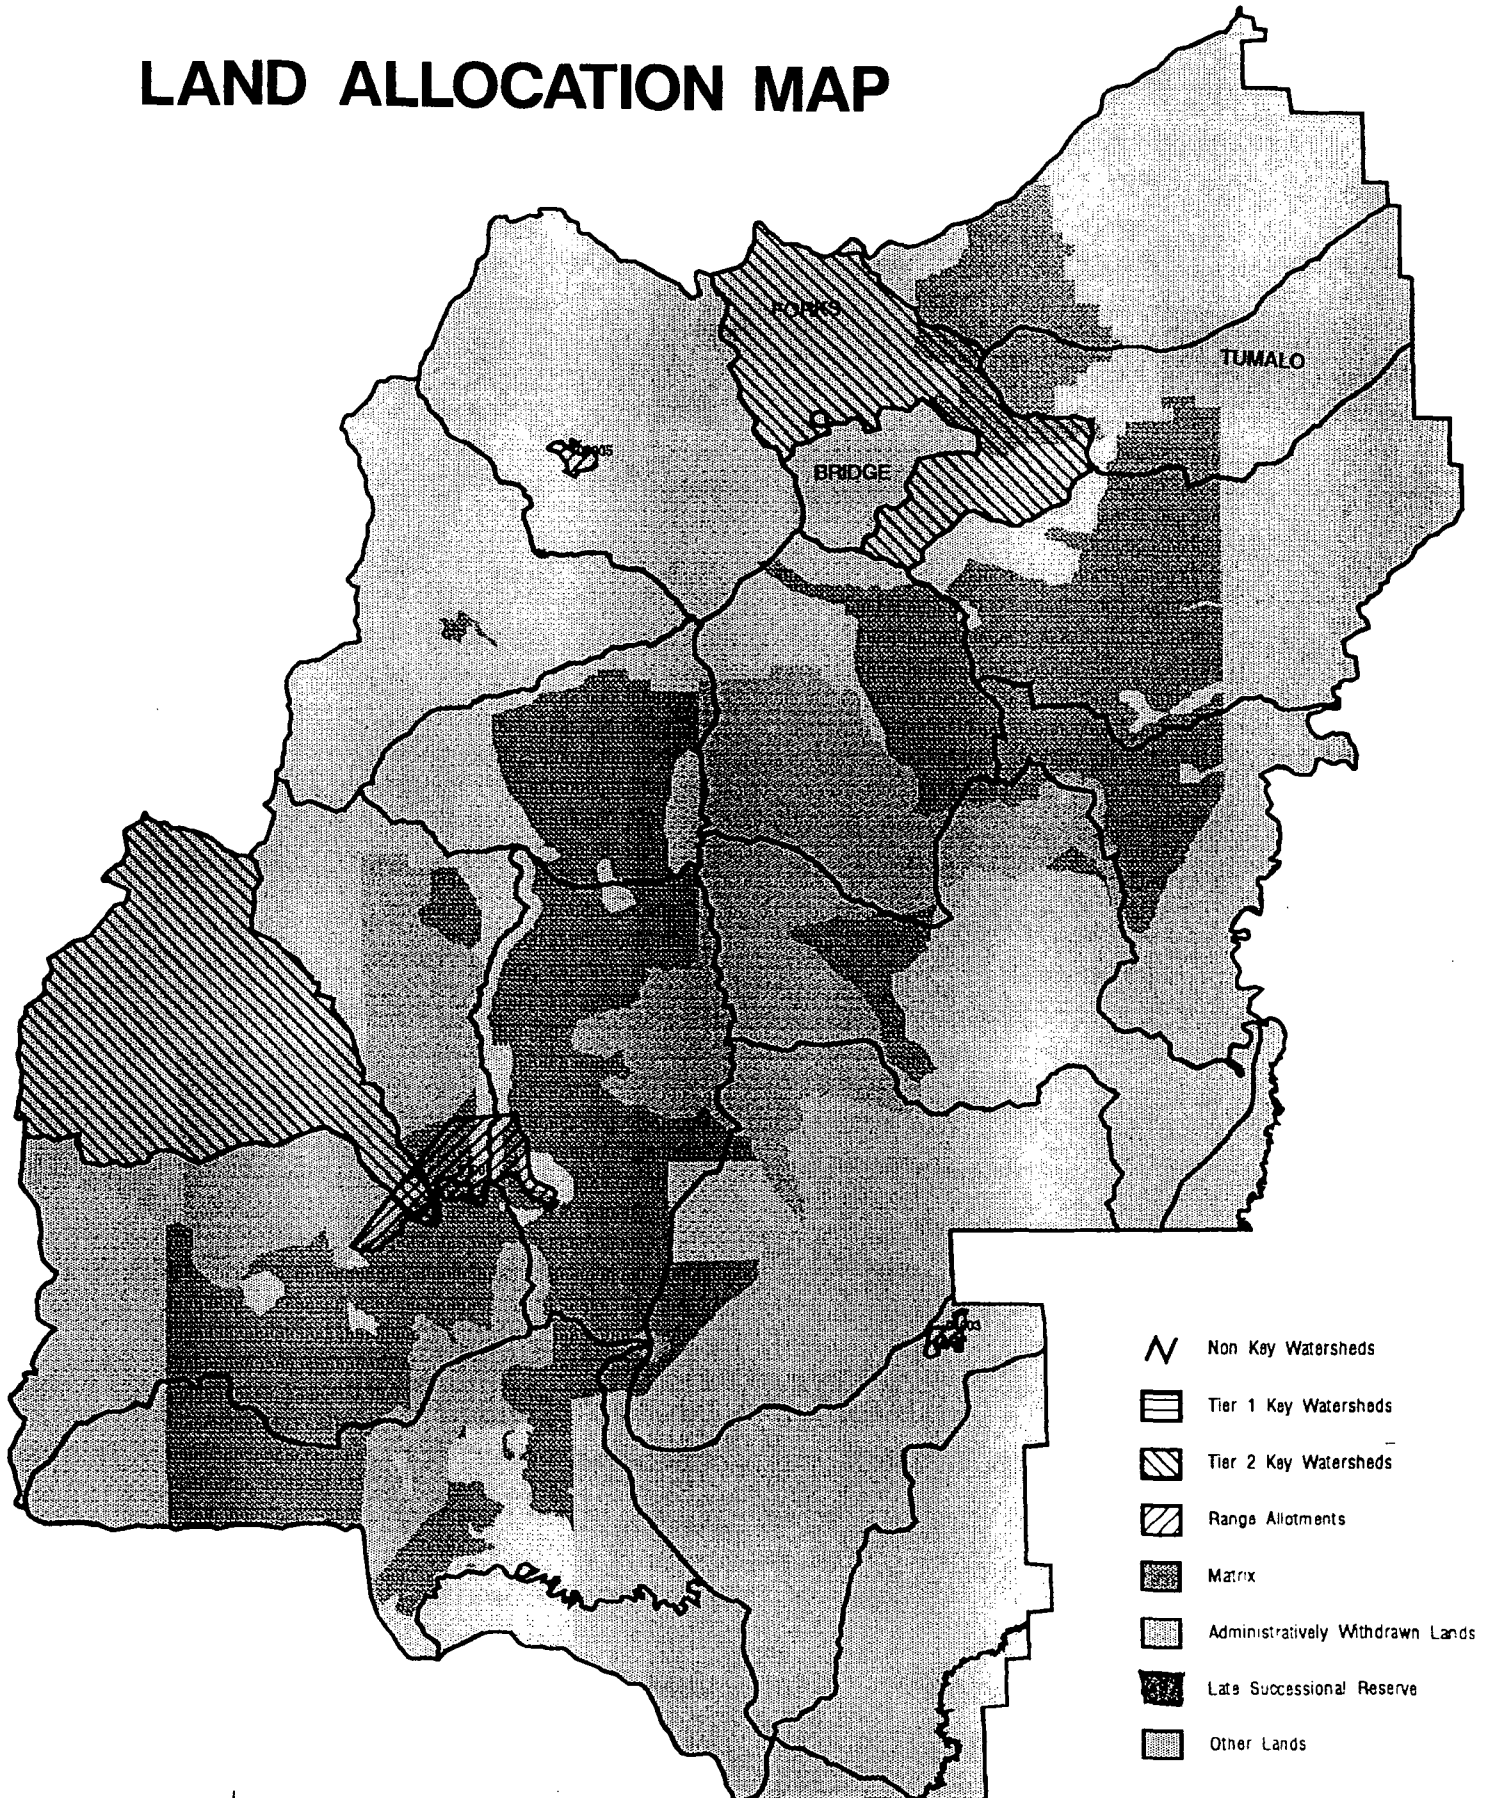 LAND ALLOCATION MAP
FORKS
TUMALO
BRIDGE
Non Key Watersheds
Tier 1 Key Watersheds
Tier 2 Key Watersheds
Range Allotments
Matrix
Administratively Withdrawn Lands
Late Successional Reserve
Other Lands